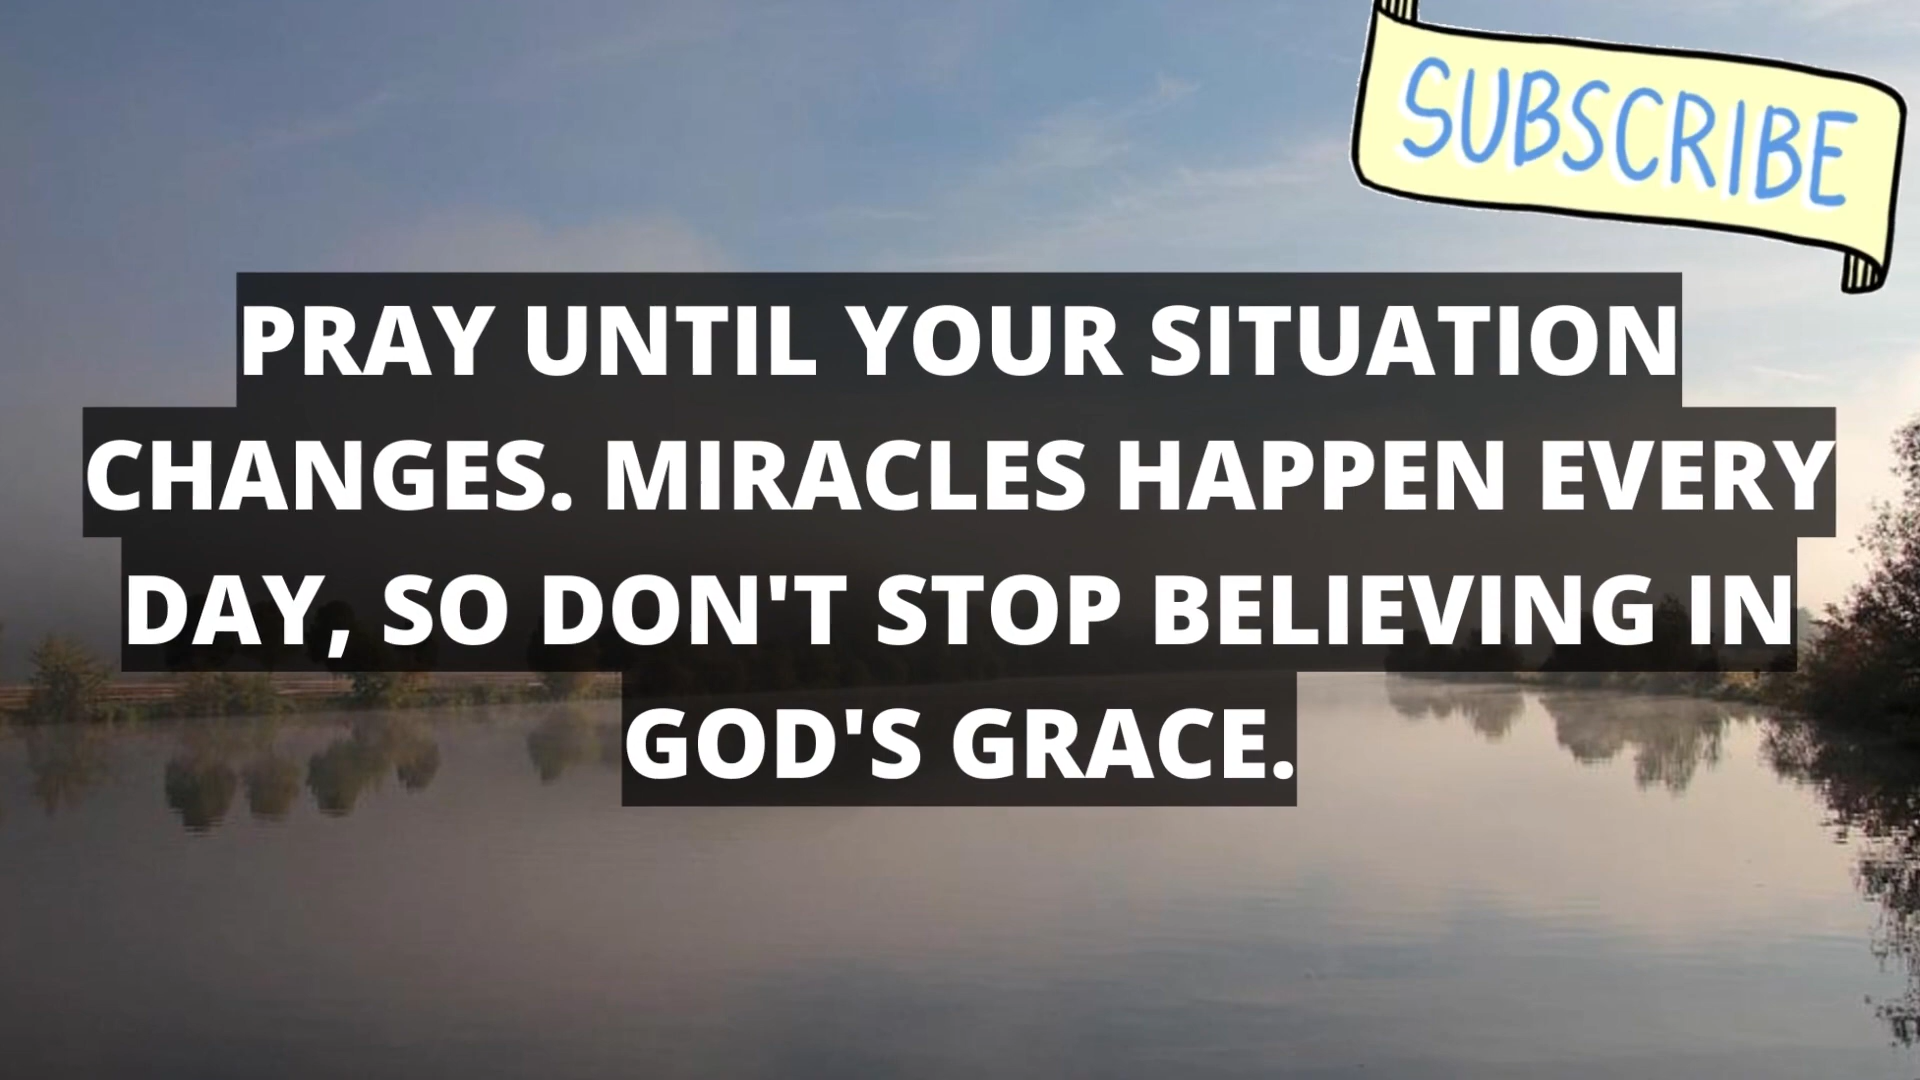 SUBSCRIBE
PRAY UNTIL YOUR SITUATION
CHANGES. MIRACLES HAPPEN EVERY
DAY, SO DON'T STOP BELIEVING IN
GOD'S GRACE.